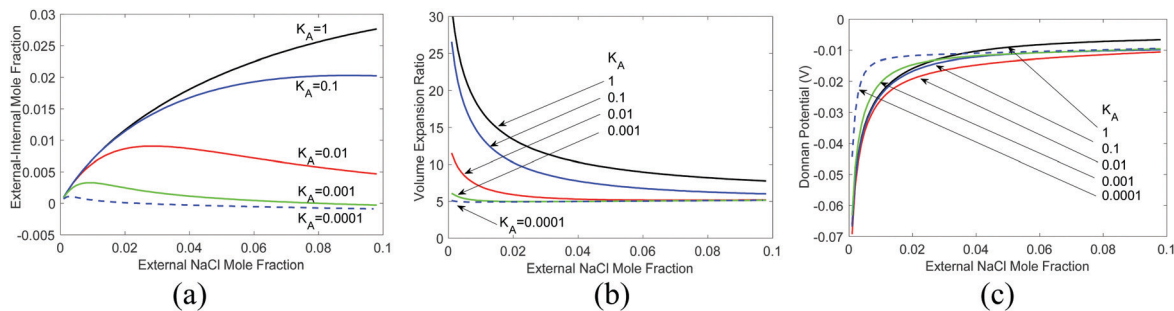 0.03
0.025
0.02
0.015
0.01
0.005
0
-0.005
External-Internal Mole Fraction
K_A=1
K_A=0.1
K_A=0.01
K_A=0.001
K_A=0.0001
0 0.02 0.04 0.06 0.08 0.1
External NaCl Mole Fraction
(a)
30
25
20
15
10
5
0
Volume Expansion Ratio
K_A
1
0.1
0.01
0.001
K_A=0.0001
0 0.02 0.04 0.06 0.08 0.1
External NaCl Mole Fraction
(b)
0
-0.01
-0.02
-0.03
-0.04
-0.05
-0.06
-0.07
Donnan Potential (V)
K_A
1
0.1
0.01
0.001
0.0001
0 0.02 0.04 0.06 0.08 0.1
External NaCl Mole Fraction
(c)